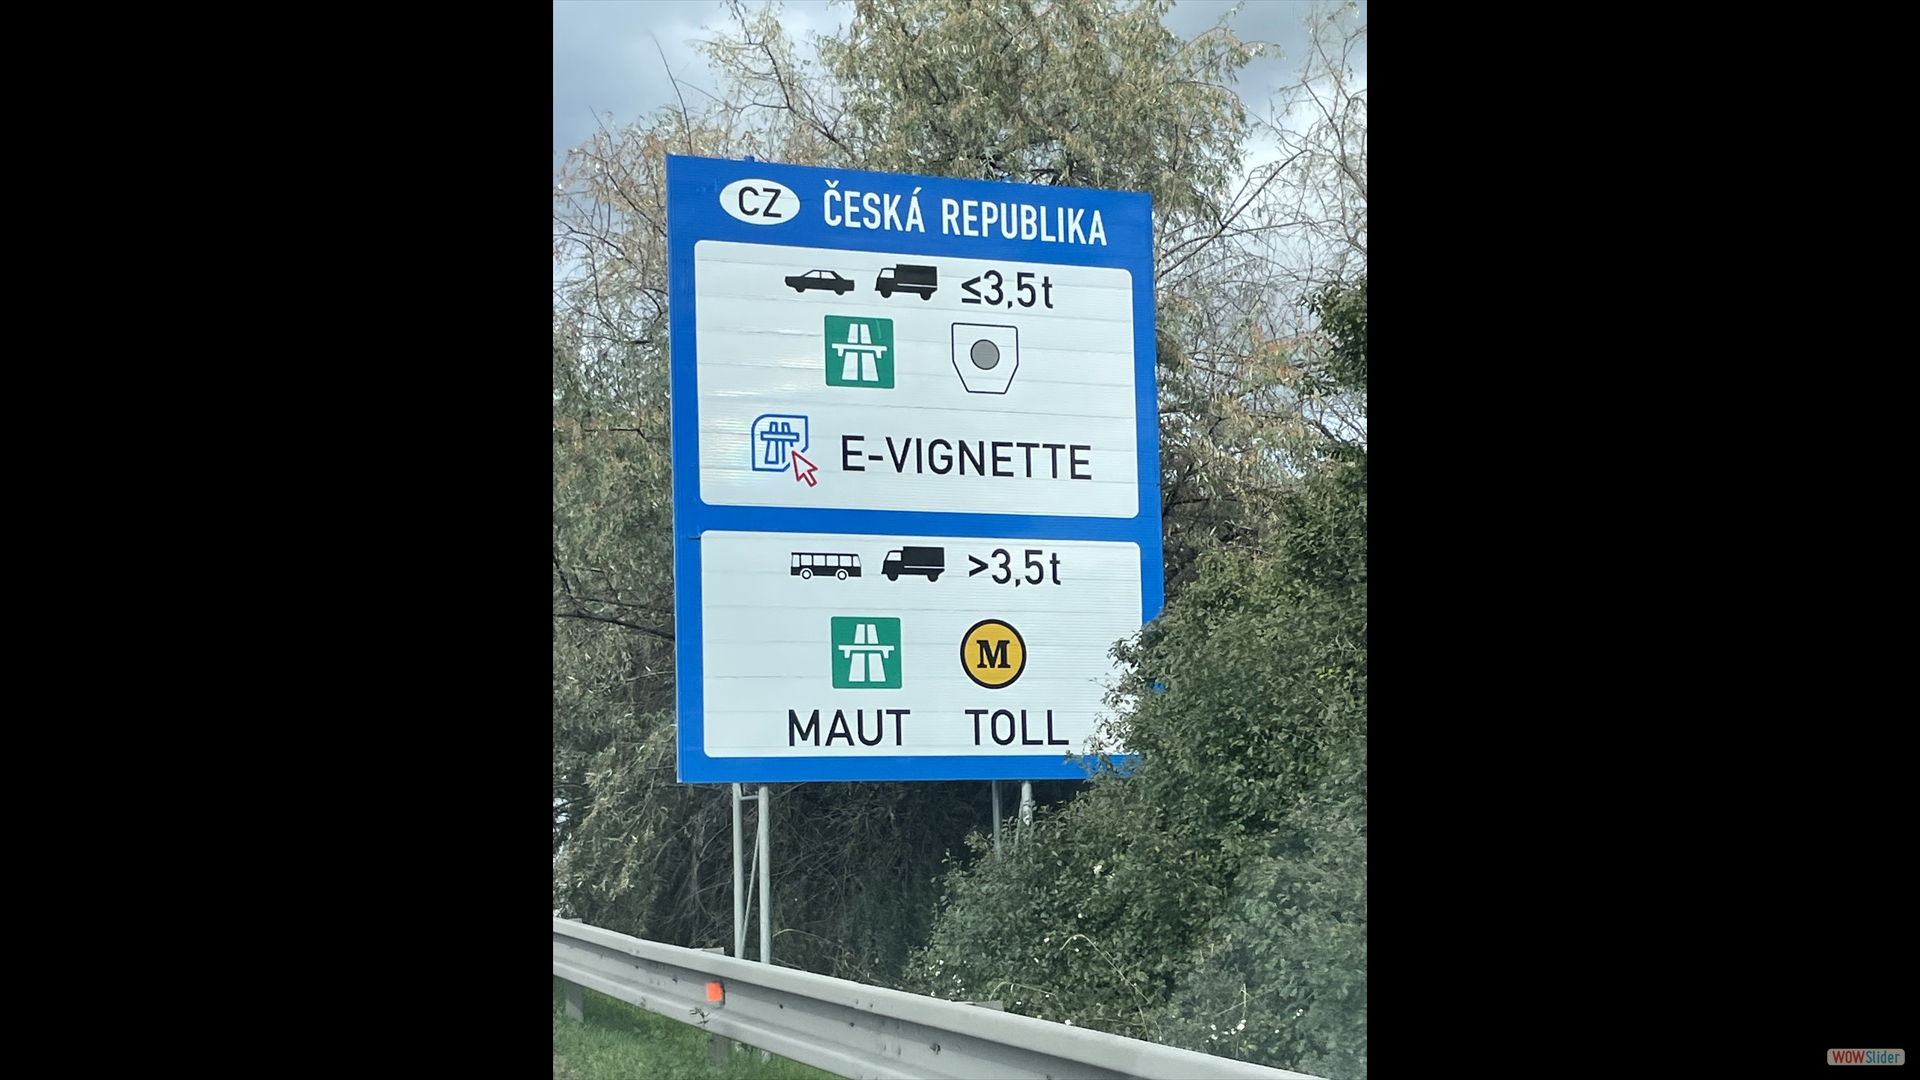 CZ ČESKÁ REPUBLIKA
≤3,5t
E-VIGNETTE
>3,5t
M
MAUT TOLL
WOWSlider